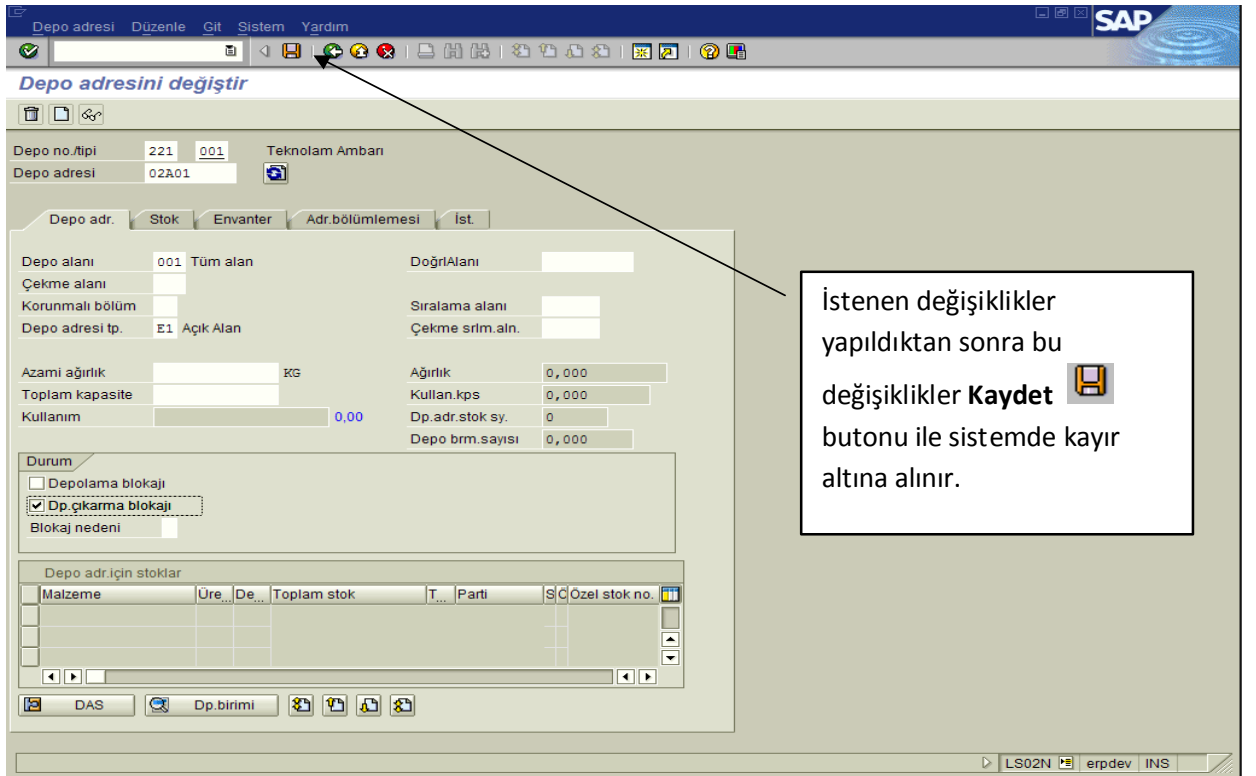 Depo adresi Düzenle Git Sistem Yardım
SAP
Depo adresini değiştir
Depo no./tipi 221 001 Teknolam Ambarı
Depo adresi 02A01
Depo adr. Stok Envanter Adr.bölümlemesi İst.
Depo alanı 001 Tüm alan DoğrlAlanı
Çekme alanı
Korunmalı bölüm Sıralama alanı
Depo adresi tp. E1 Açık Alan Çekme srlm.aln.
Azami ağırlık KG Ağırlık 0,000
Toplam kapasite Kullan.kps 0,000
Kullanım 0,00 Dp.adr.stok sy. 0
Depo brm.sayısı 0,000
Durum
Depolama blokajı
Dp.çıkarma blokajı
Blokaj nedeni
Depo adr.için stoklar
Malzeme Üre... De... Toplam stok T... Parti S Ö Özel stok no.
DAS Dp.birimi
İstenen değişiklikler
yapıldıktan sonra bu
değişiklikler Kaydet
butonu ile sistemde kayır
altına alınır.
LS02N erpdev INS